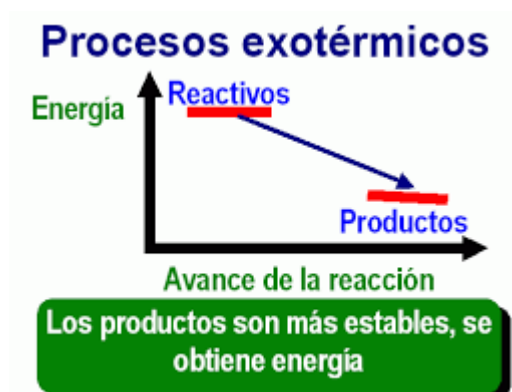 Procesos exotérmicos
Reactivos
Energía
Productos
Avance de la reacción
Los productos son más estables, se
obtiene energía